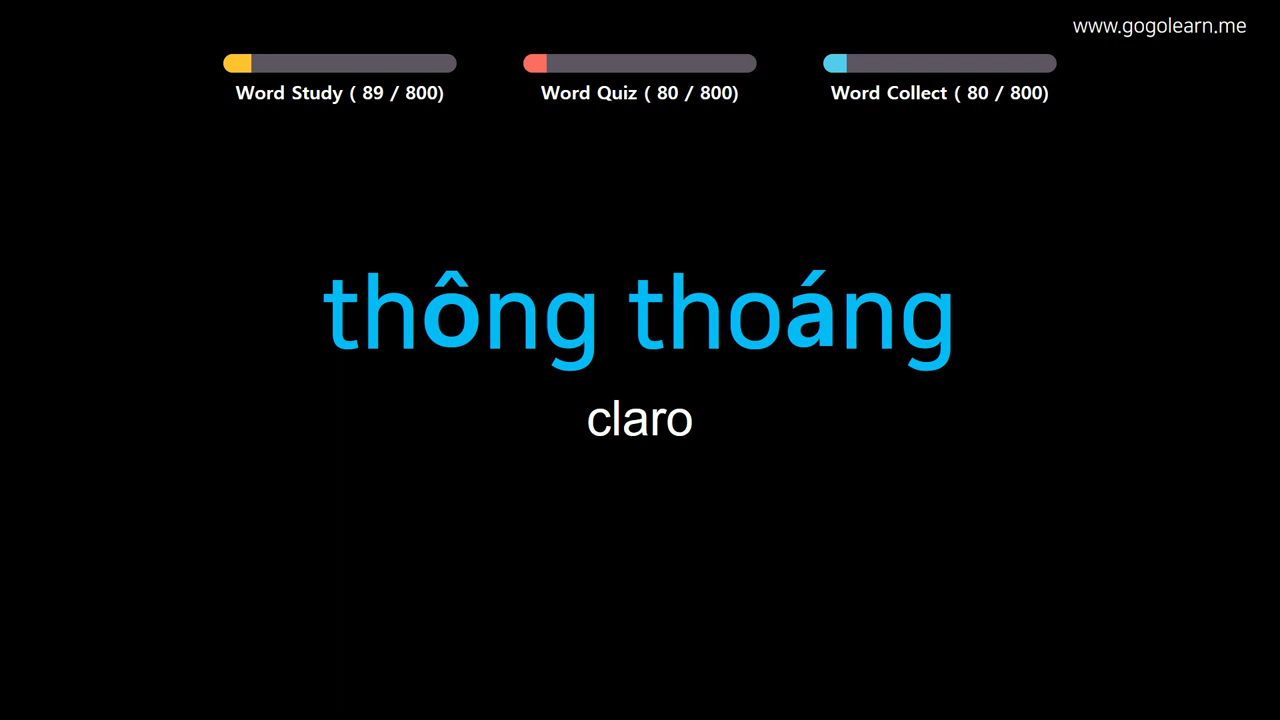 www.gogolearn.me
Word Study ( 89 / 800)
Word Quiz ( 80 / 800)
Word Collect ( 80 / 800)
thông thoáng
claro